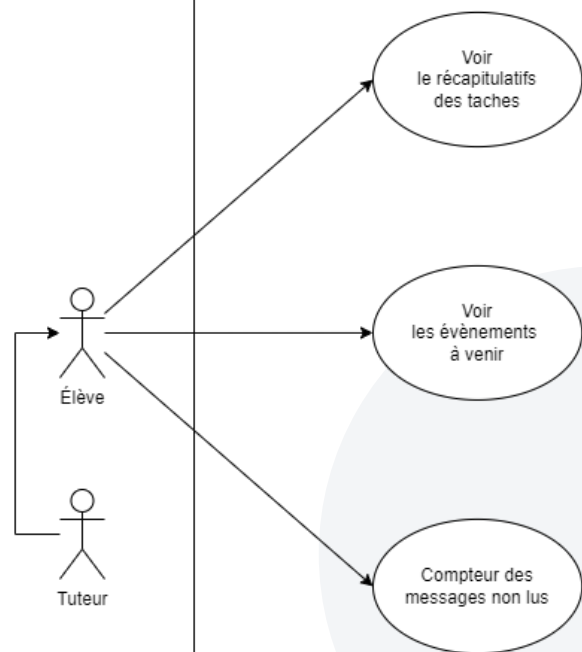 Voir
le récapitulatifs
des taches
Voir
les évènements
à venir
Élève
Compteur des
messages non lus
Tuteur